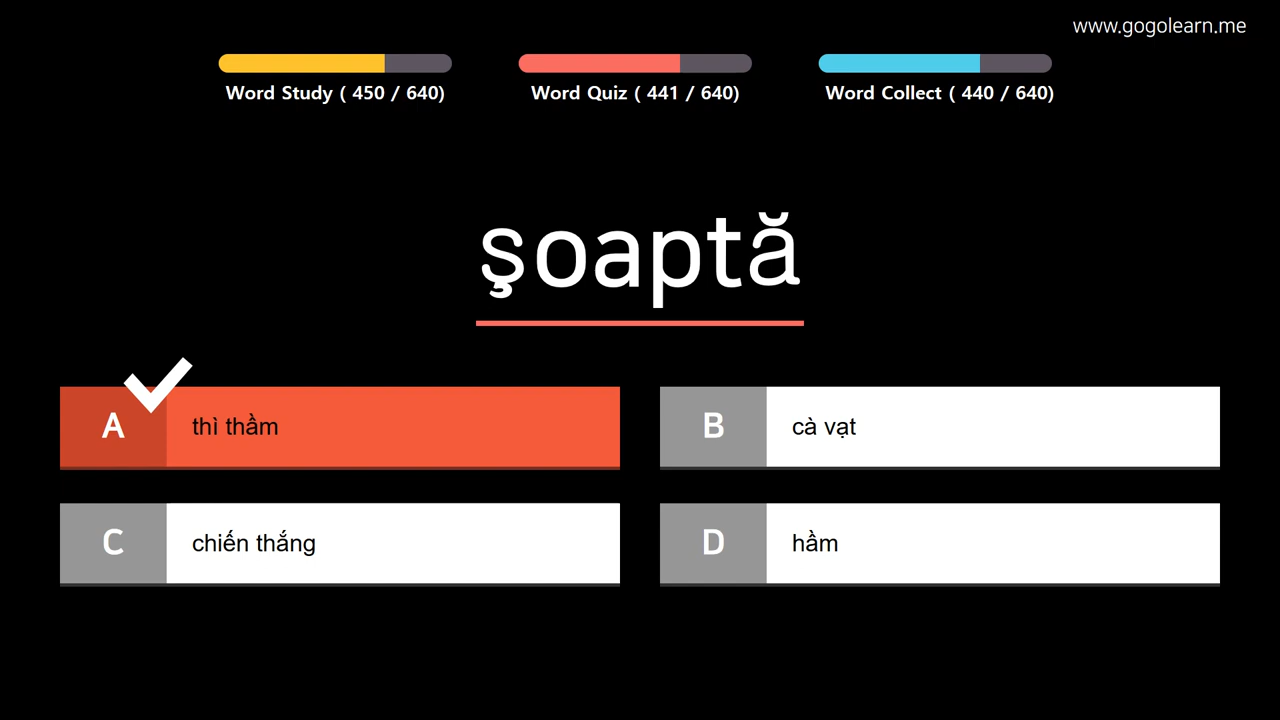 www.gogolearn.me
Word Study ( 450 / 640)
Word Quiz ( 441 / 640)
Word Collect ( 440 / 640)
şoaptă
A thì thầm
B cà vạt
C chiến thắng
D hầm